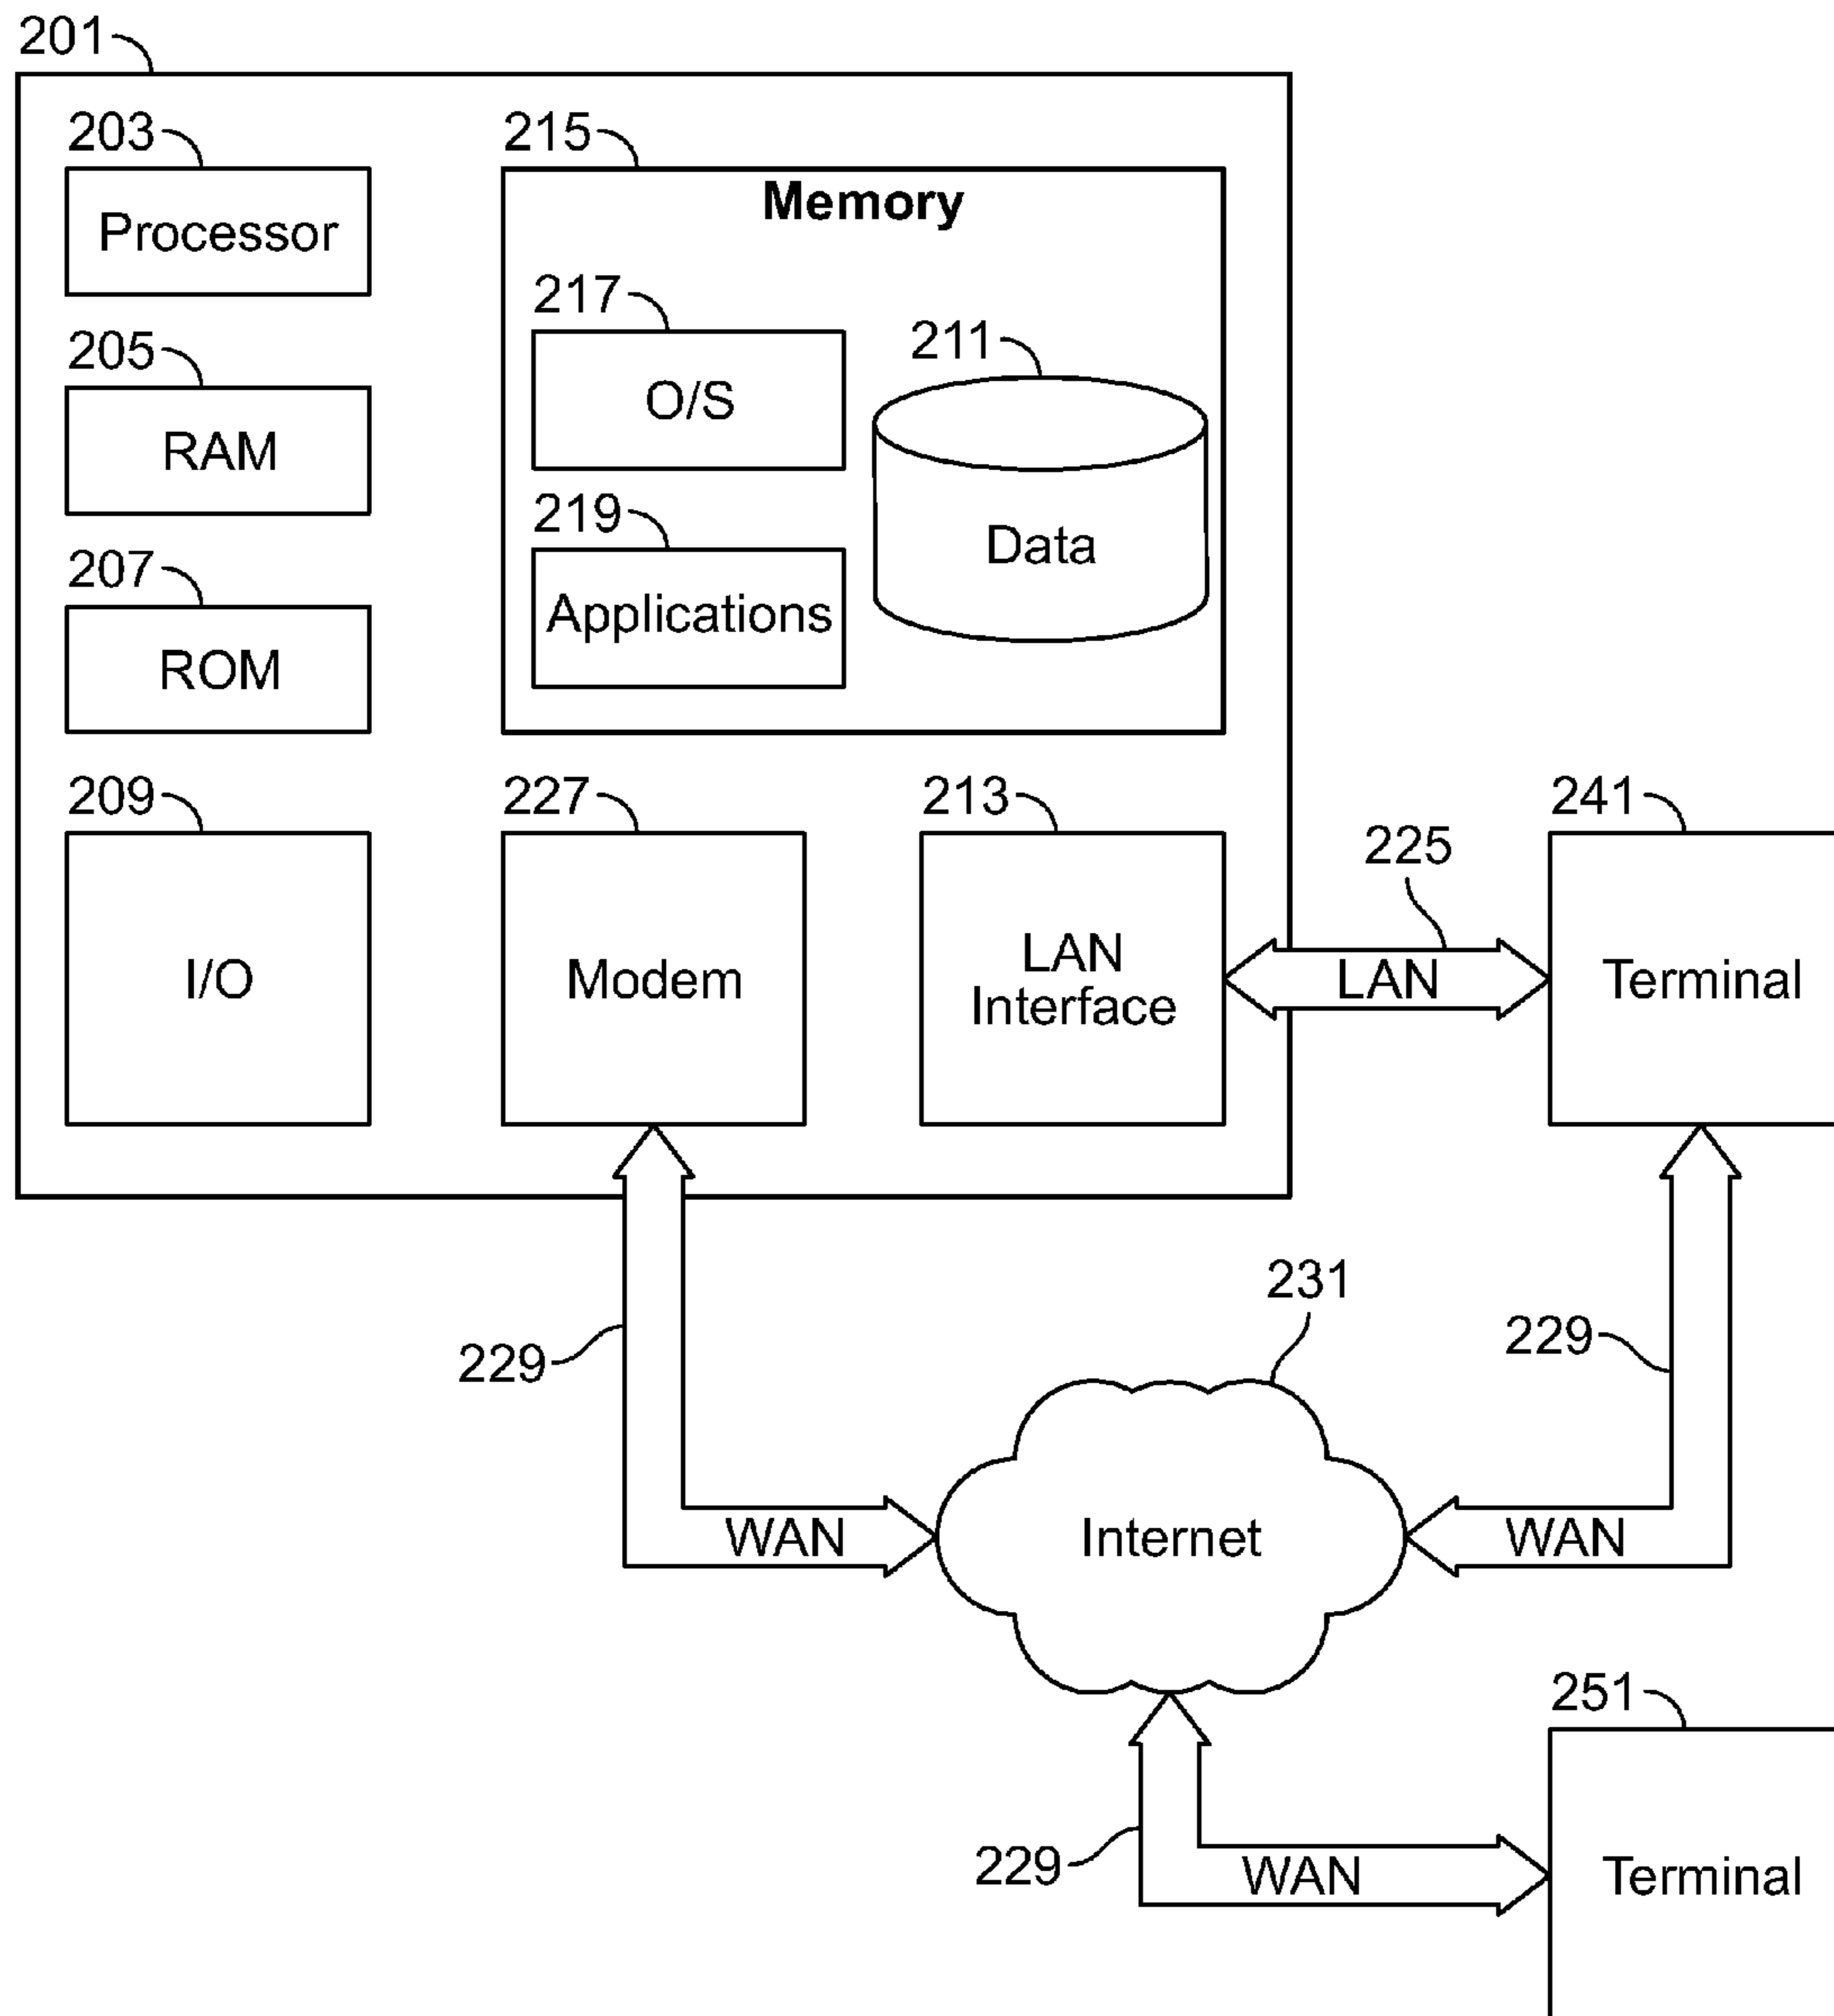 201
203
Processor
205
RAM
207
ROM
209
I/O
215
Memory
217
O/S
211
Data
219
Applications
227
Modem
213
LAN
Interface
225
LAN
241
Terminal
229
WAN
231
Internet
229
WAN
229
WAN
251
Terminal